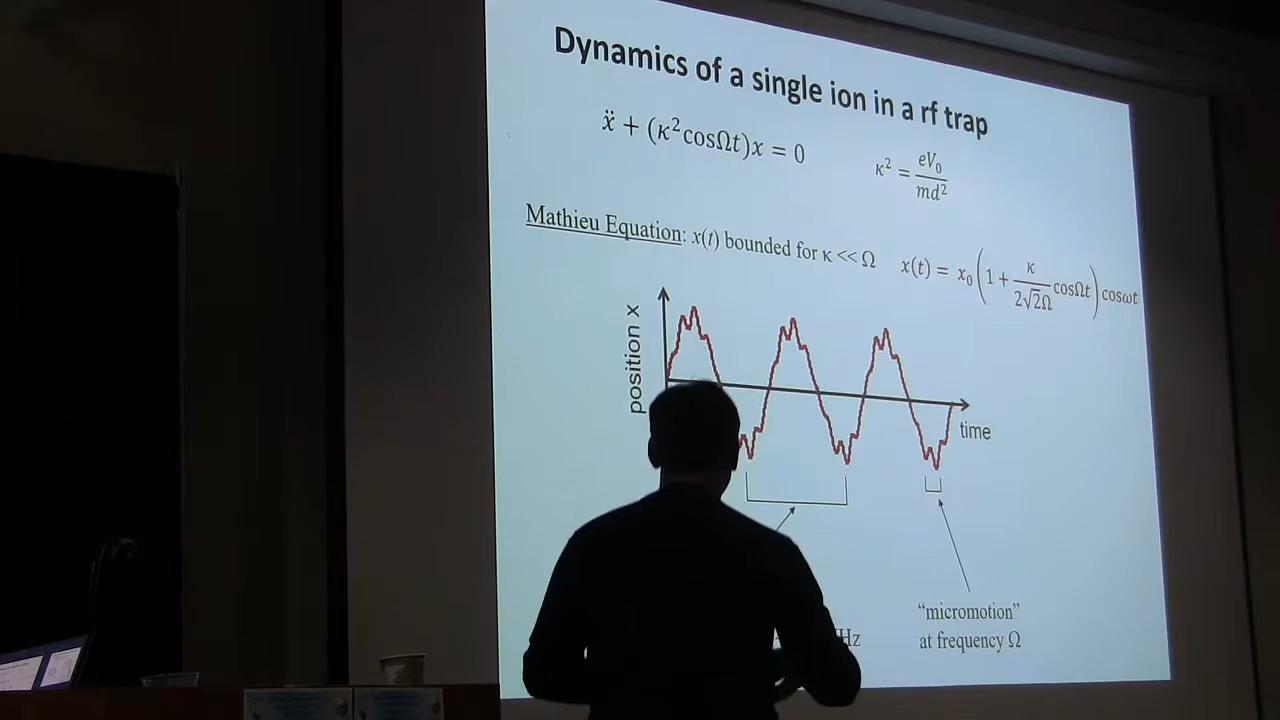 Dynamics of a single ion in a rf trap
ẍ + (κ²cosΩt)x = 0
κ² = eV₀/md²
Mathieu Equation: x(t) bounded for κ << Ω
x(t) = x₀(1 + κ/2√2Ω cosΩt)cosωt
position x
time
"micromotion"
at frequency Ω
Hz